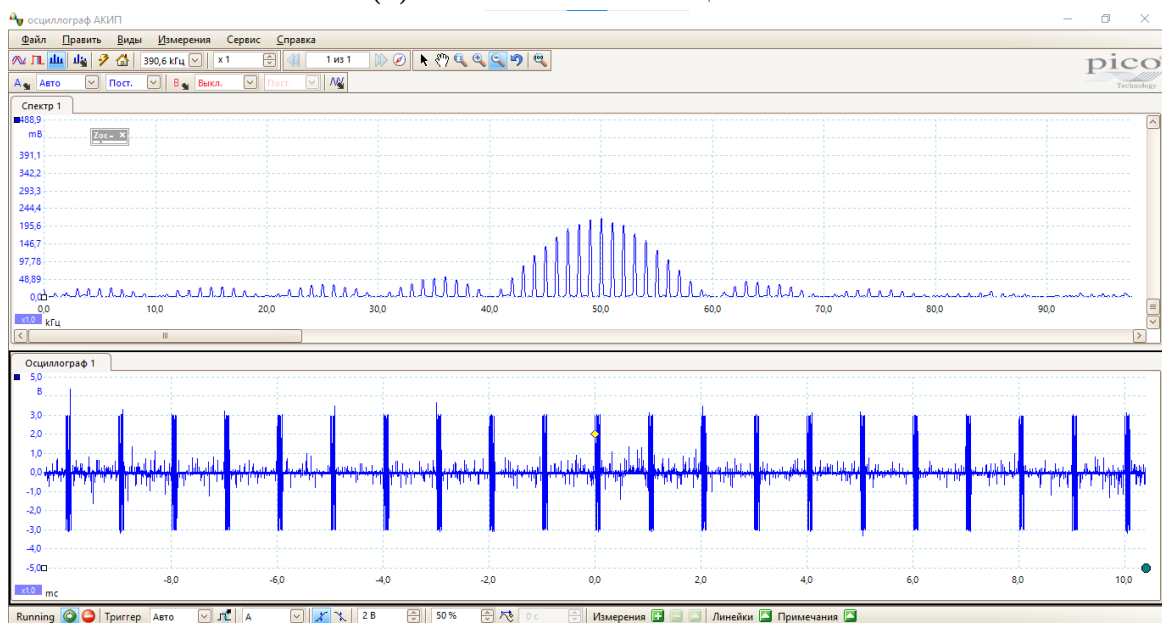 осциллограф АКИП
Файл Править Виды Измерения Сервис Справка
390,6 кГц x 1 1 из 1
pico
Technology
A Авто Пост. B Выкл. Пост.
Спектр 1
488,9
mB
391,1
342,2
293,3
244,4
195,6
146,7
97,78
48,89
0,0
0,0 10,0 20,0 30,0 40,0 50,0 60,0 70,0 80,0 90,0
x1.0 кГц
Осциллограф 1
5,0
В
3,0
2,0
1,0
0,0
-1,0
-2,0
-3,0
-4,0
-5,0
-8,0 -6,0 -4,0 -2,0 0,0 2,0 4,0 6,0 8,0 10,0
x1.0 мс
Running Триггер Авто A 2 В 50 % 0 с Измерения Линейки Примечания